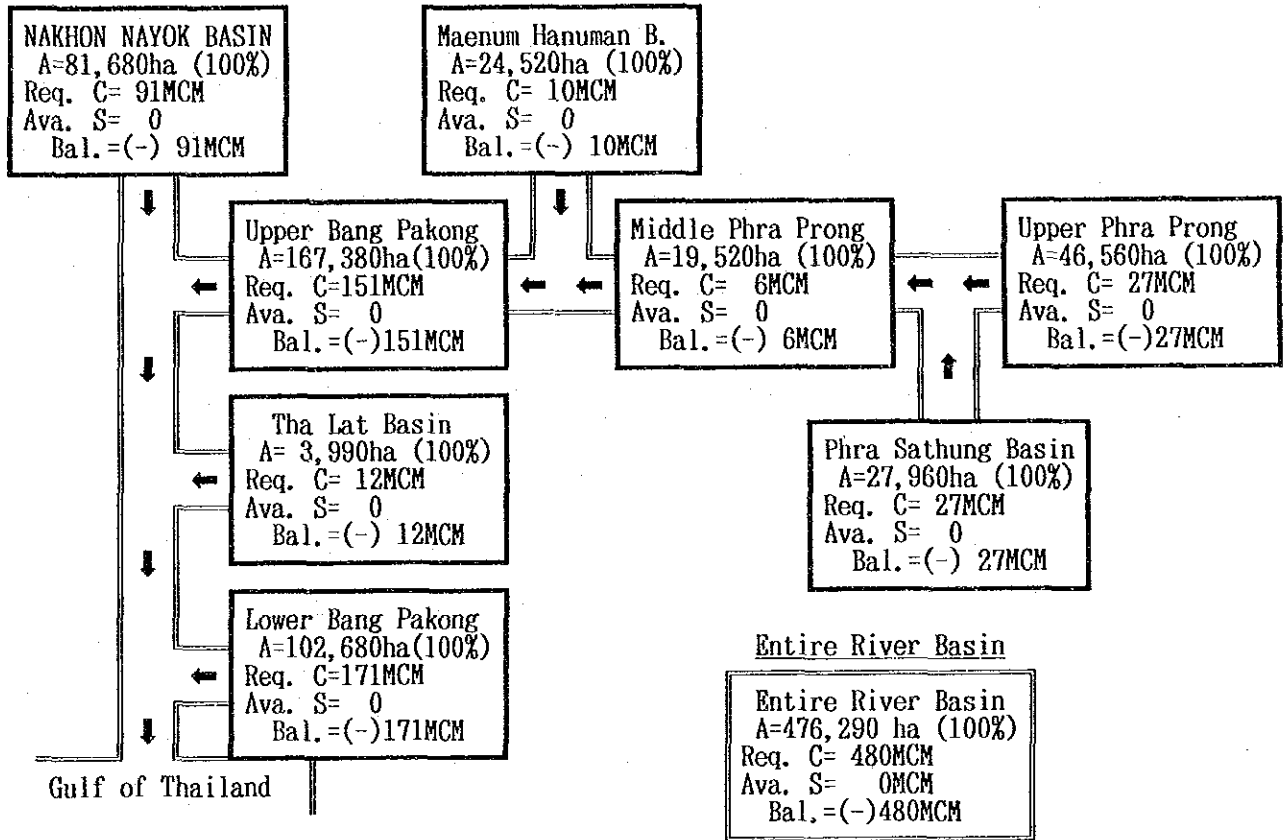 NAKHON NAYOK BASIN
A=81,680ha (100%)
Req. C= 91MCM
Ava. S= 0
Bal.=(-) 91MCM
Maenum Hanuman B.
A=24,520ha (100%)
Req. C= 10MCM
Ava. S= 0
Bal.=(-) 10MCM
Upper Bang Pakong
A=167,380ha(100%)
Req. C=151MCM
Ava. S= 0
Bal.=(-)151MCM
Middle Phra Prong
A=19,520ha (100%)
Req. C= 6MCM
Ava. S= 0
Bal.=(-) 6MCM
Upper Phra Prong
A=46,560ha (100%)
Req. C= 27MCM
Ava. S= 0
Bal.=(-)27MCM
Tha Lat Basin
A= 3,990ha (100%)
Req. C= 12MCM
Ava. S= 0
Bal.=(-) 12MCM
Phra Sathung Basin
A=27,960ha (100%)
Req. C= 27MCM
Ava. S= 0
Bal.=(-) 27MCM
Lower Bang Pakong
A=102,680ha(100%)
Req. C=171MCM
Ava. S= 0
Bal.=(-)171MCM
Entire River Basin
Entire River Basin
A=476,290 ha (100%)
Req. C= 480MCM
Ava. S= 0MCM
Bal.=(-)480MCM
Gulf of Thailand